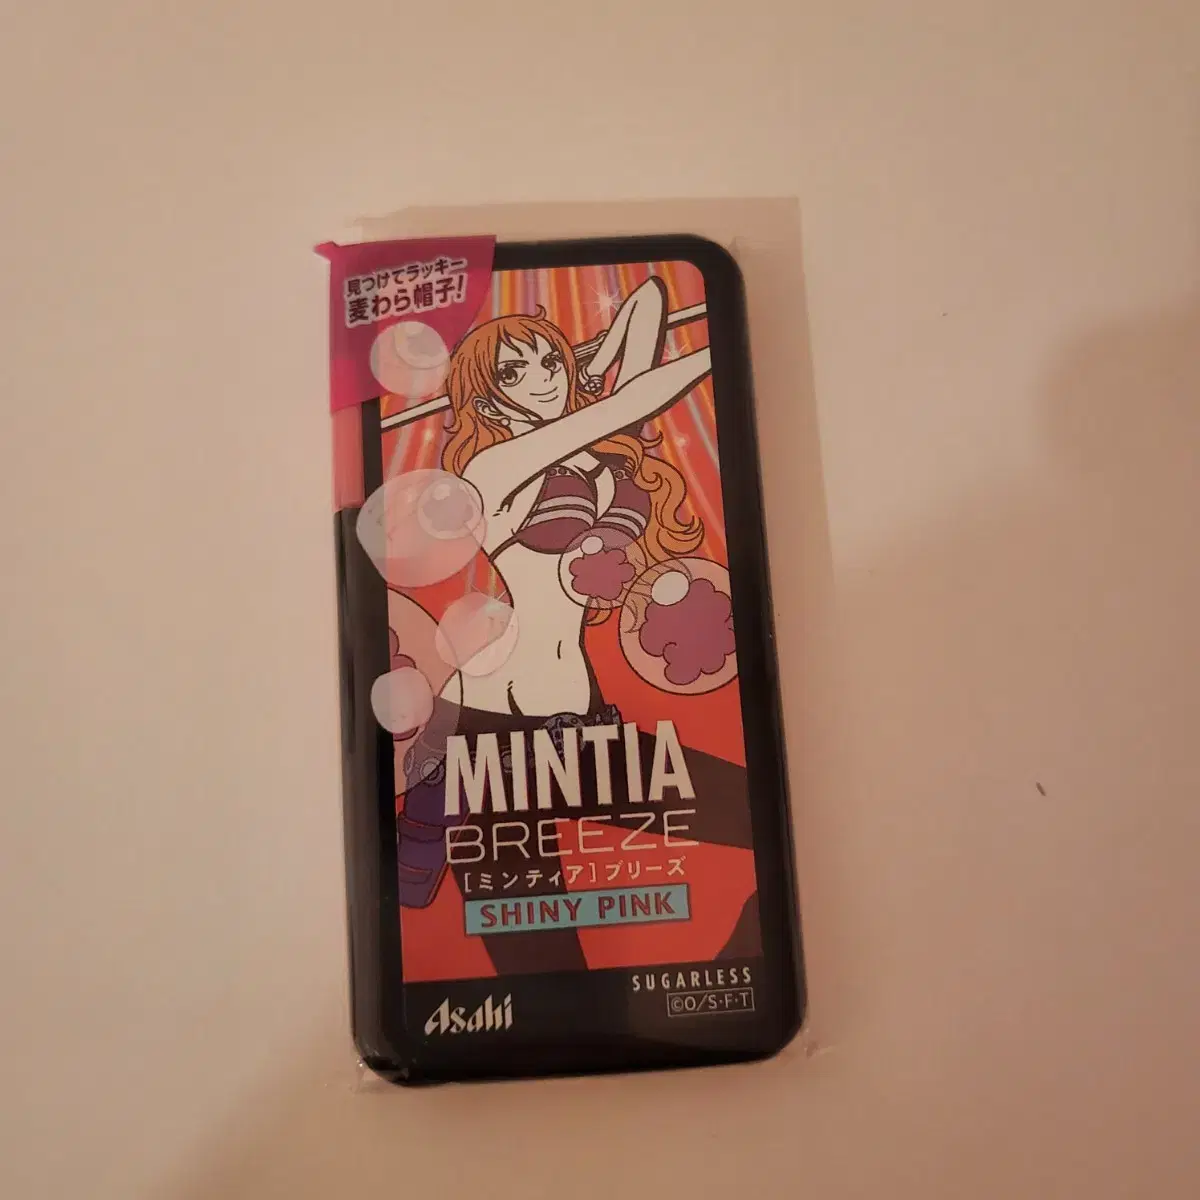 見つけてラッキー
麦わら帽子!
MINTIA
BREEZE
[ミンティア]ブリーズ
SHINY PINK
SUGARLESS
©O/S・F・T
Asahi